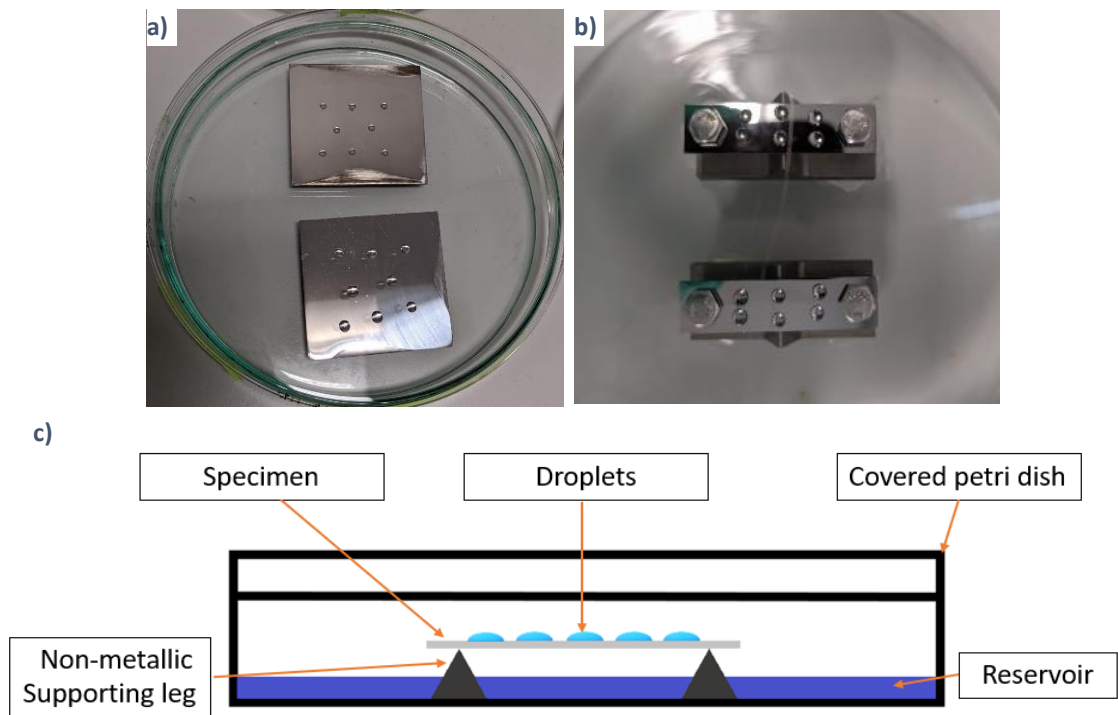 a)
b)
c)
Specimen
Droplets
Covered petri dish
Non-metallic
Supporting leg
Reservoir